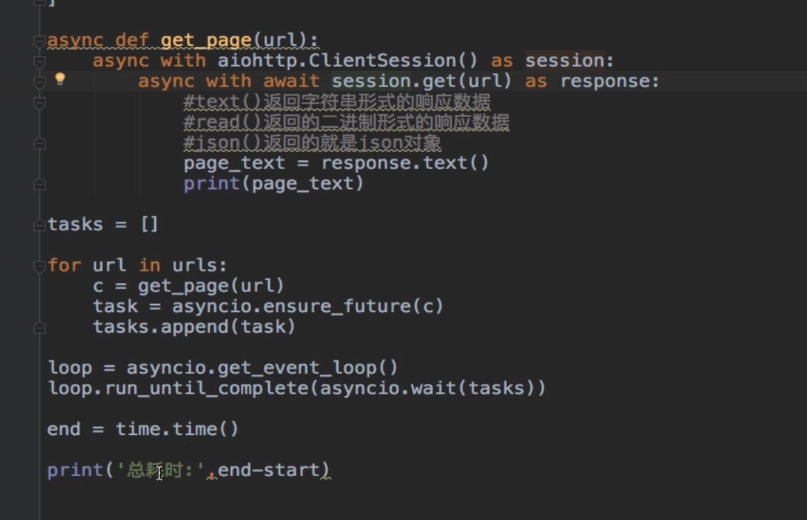 ]
async def get_page(url):
async with aiohttp.ClientSession() as session:
async with await session.get(url) as response:
#text()返回字符串形式的响应数据
#read()返回的二进制形式的响应数据
#json()返回的就是json对象
page_text = response.text()
print(page_text)
tasks = []
for url in urls:
c = get_page(url)
task = asyncio.ensure_future(c)
tasks.append(task)
loop = asyncio.get_event_loop()
loop.run_until_complete(asyncio.wait(tasks))
end = time.time()
print('总耗时:',end-start)